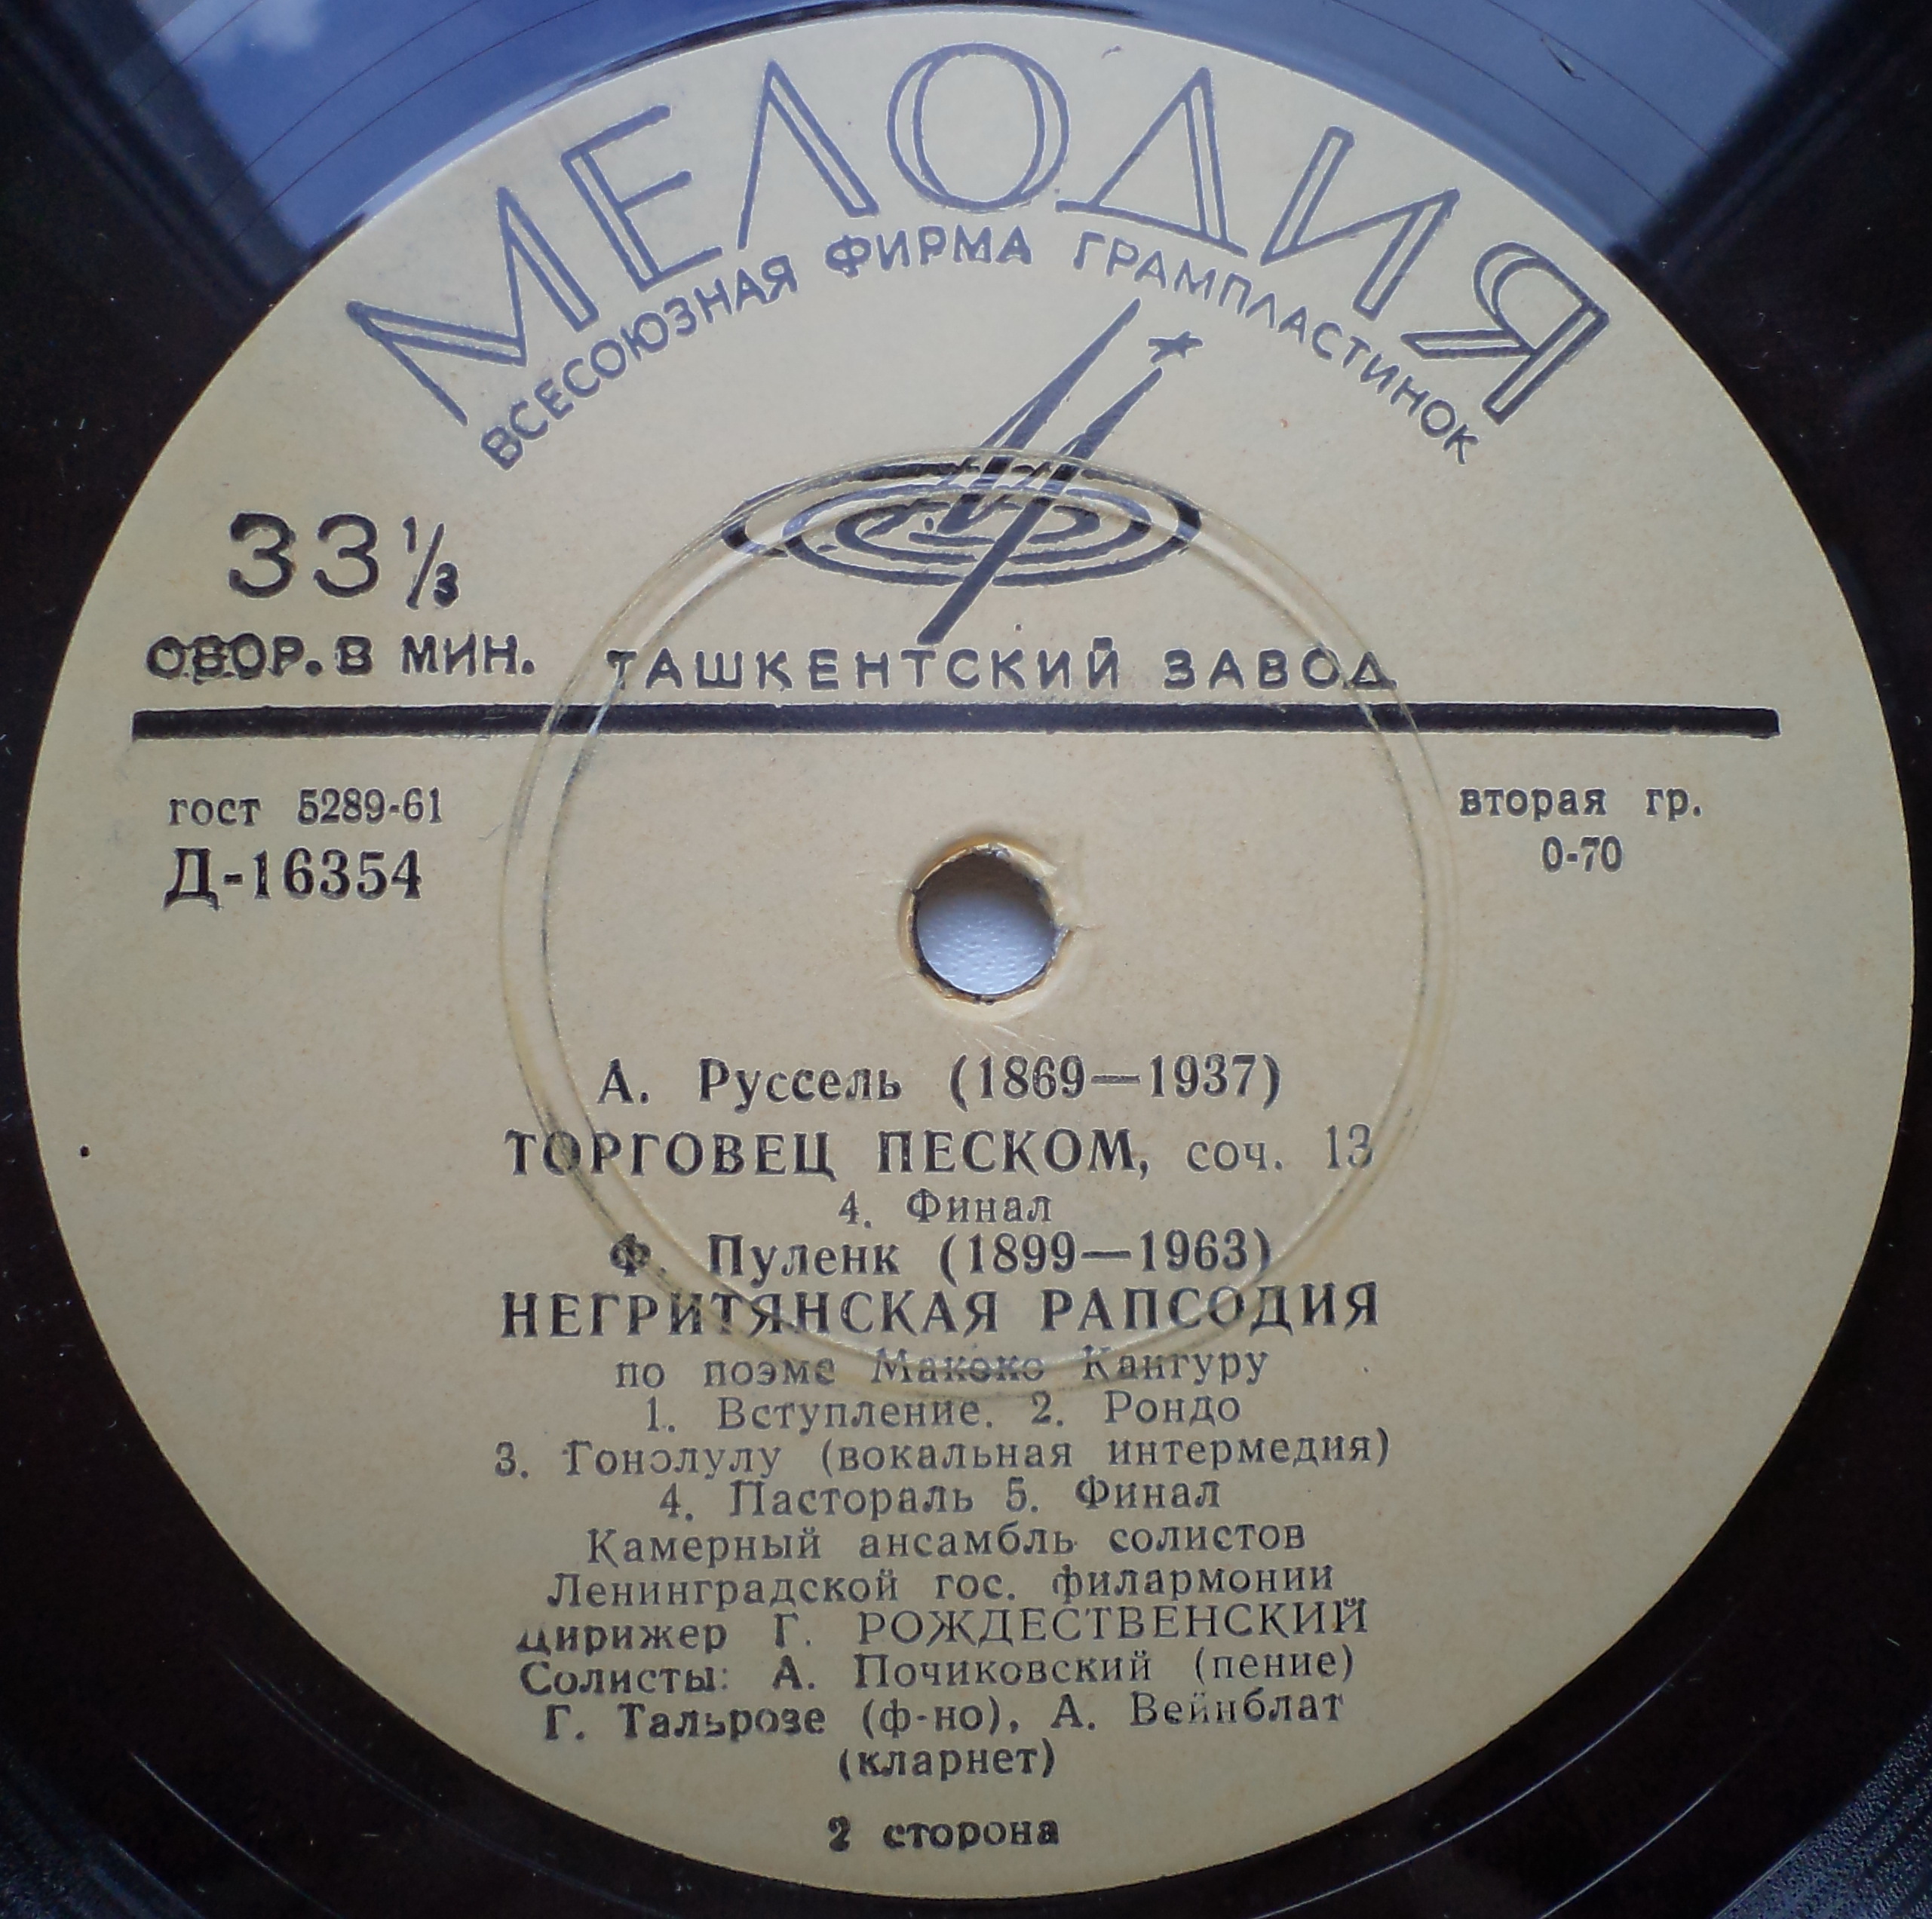 МЕЛОДИЯ
ВСЕСОЮЗНАЯ ФИРМА ГРАМПЛАСТИНОК
33 1/3
ОБОР. В МИН.
ТАШКЕНТСКИЙ ЗАВОД
гост 5289-61
Д-16354
вторая гр.
0-70
А. Руссель (1869—1937)
ТОРГОВЕЦ ПЕСКОМ, соч. 13
4. Финал
Ф. Пуленк (1899—1963)
НЕГРИТЯНСКАЯ РАПСОДИЯ
по поэме Макоко Кангуру
1. Вступление. 2. Рондо
3. Гонолулу (вокальная интермедия)
4. Пастораль 5. Финал
Камерный ансамбль солистов
Ленинградской гос. филармонии
Дирижер Г. РОЖДЕСТВЕНСКИЙ
Солисты: А. Почиковский (пение)
Г. Тальрозе (ф-но), А. Вейнблат
(кларнет)
2 сторона